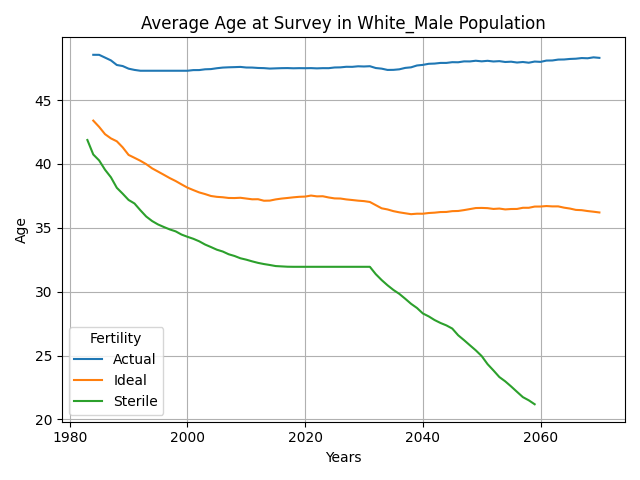 Average Age at Survey in White_Male Population
Age
45
40
35
30
25
20
Fertility
Actual
Ideal
Sterile
1980
2000
2020
2040
2060
Years